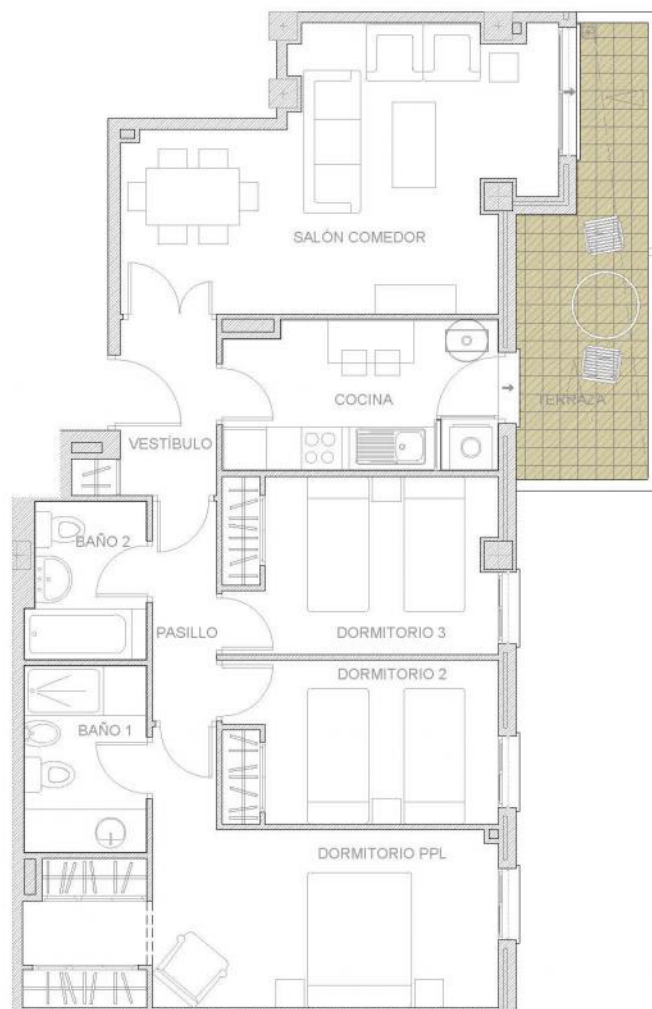 SALÓN COMEDOR
COCINA
TERRAZA
VESTÍBULO
BAÑO 2
PASILLO
DORMITORIO 3
DORMITORIO 2
BAÑO 1
DORMITORIO PPL